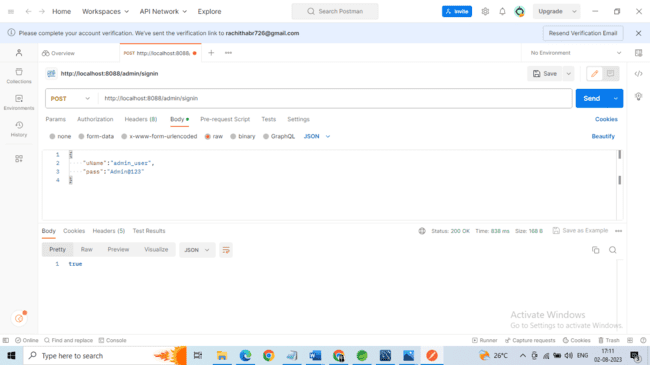 Home Workspaces API Network Explore Search Postman Invite Upgrade
Please complete your account verification. We've sent the verification link to rachithabr726@gmail.com Resend Verification Email
Overview POST http://localhost:8088, No Environment
http://localhost:8088/admin/signin Save
Collections
POST http://localhost:8088/admin/signin Send
Environments
Params Authorization Headers (8) Body Pre-request Script Tests Settings Cookies
History
none form-data x-www-form-urlencoded raw binary GraphQL JSON Beautify
1 {
2 "uName":"admin_user",
3 "pass":"Admin@123"
4 }
Body Cookies Headers (5) Test Results Status: 200 OK Time: 838 ms Size: 168 B Save as Example
Pretty Raw Preview Visualize JSON
1 true
Activate Windows
Go to Settings to activate Windows.
Online Find and replace Console Runner Capture requests Cookies Trash
Type here to search 26°C ENG 17:11
02-08-2023